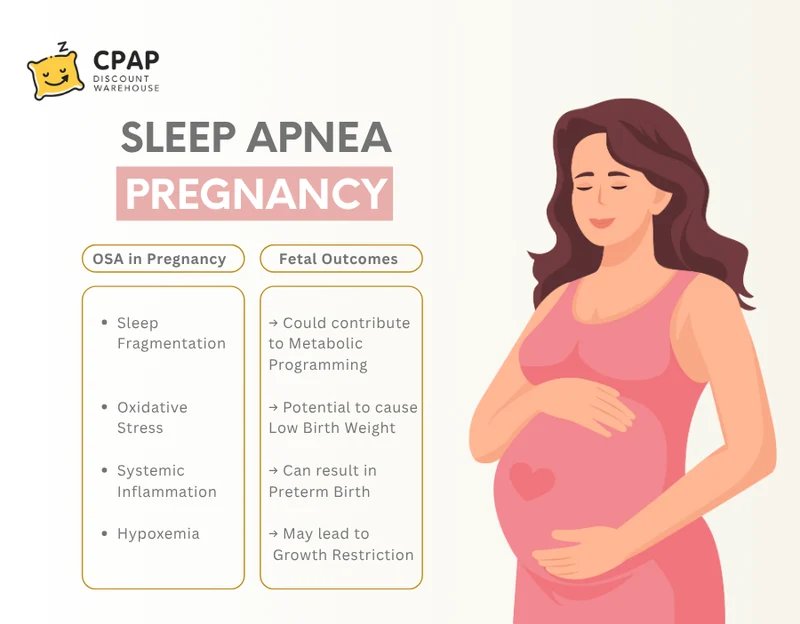 Z
CPAP
DISCOUNT
WAREHOUSE
SLEEP APNEA
PREGNANCY
OSA in Pregnancy
Fetal Outcomes
• Sleep
Fragmentation
→ Could contribute
to Metabolic
Programming
• Oxidative
Stress
→ Potential to cause
Low Birth Weight
• Systemic
Inflammation
→ Can result in
Preterm Birth
• Hypoxemia
→ May lead to
Growth Restriction